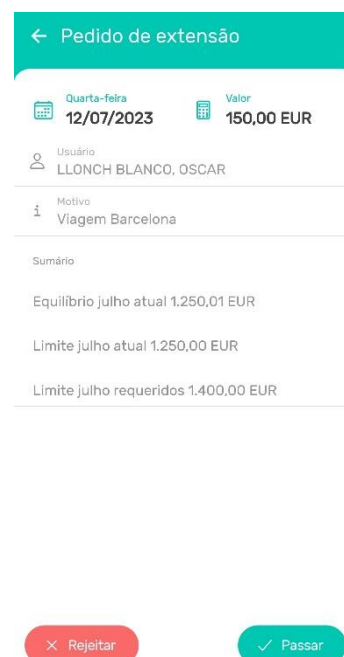 Pedido de extensão
Quarta-feira
12/07/2023
Valor
150,00 EUR
Usuário
LLONCH BLANCO, OSCAR
Motivo
Viagem Barcelona
Sumário
Equilíbrio julho atual 1.250,01 EUR
Limite julho atual 1.250,00 EUR
Limite julho requeridos 1.400,00 EUR
Rejeitar
Passar